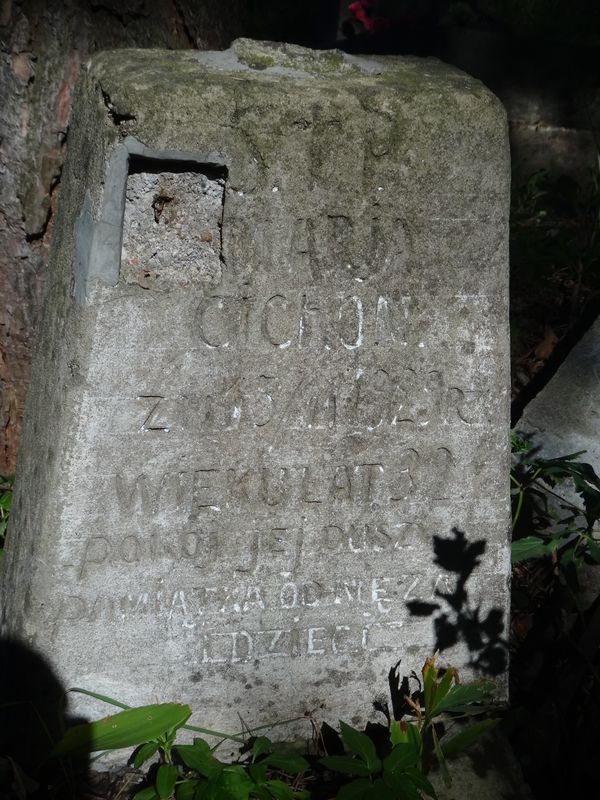 MARJA
CICHOŃ
WIEKU LAT 32
pokój jej DUSZY
PAMIĄTKA OD MĘŻA
I DZIECI